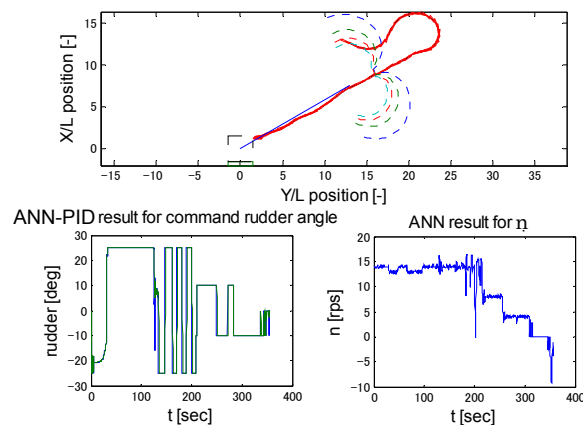 X/L position [-]
15
10
5
0
-15 -10 -5 0 5 10 15 20 25 30 35
Y/L position [-]
ANN-PID result for command rudder angle
rudder [deg]
30
20
10
0
-10
-20
-30
0 100 200 300 400
t [sec]
ANN result for n
n [rps]
20
15
10
5
0
-5
-10
0 100 200 300 400
t [sec]